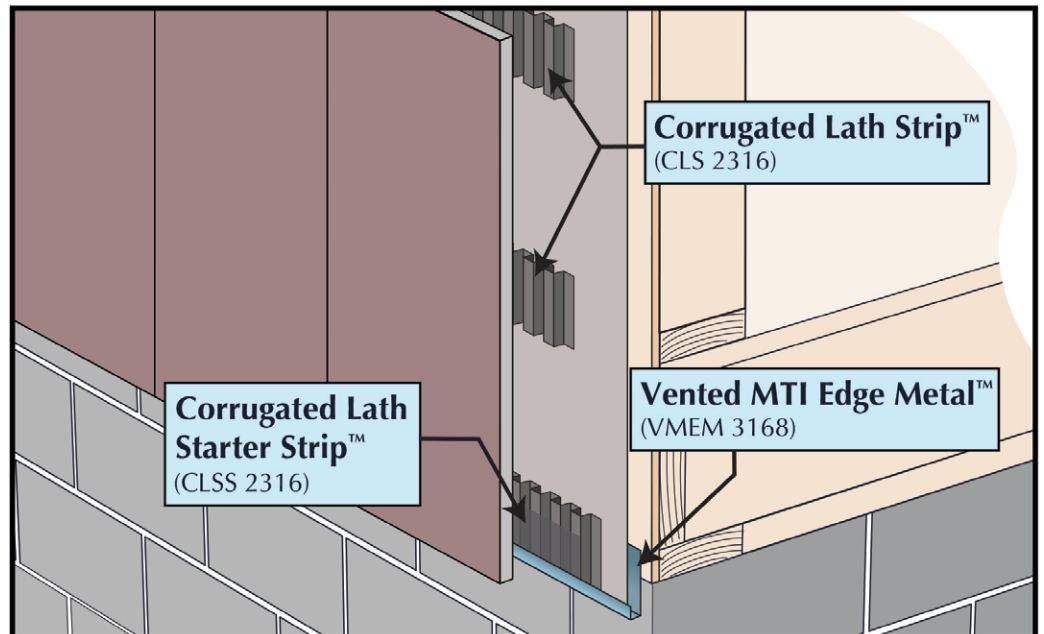 Corrugated Lath Strip™
(CLS 2316)
Corrugated Lath
Starter Strip™
(CLSS 2316)
Vented MTI Edge Metal™
(VMEM 3168)